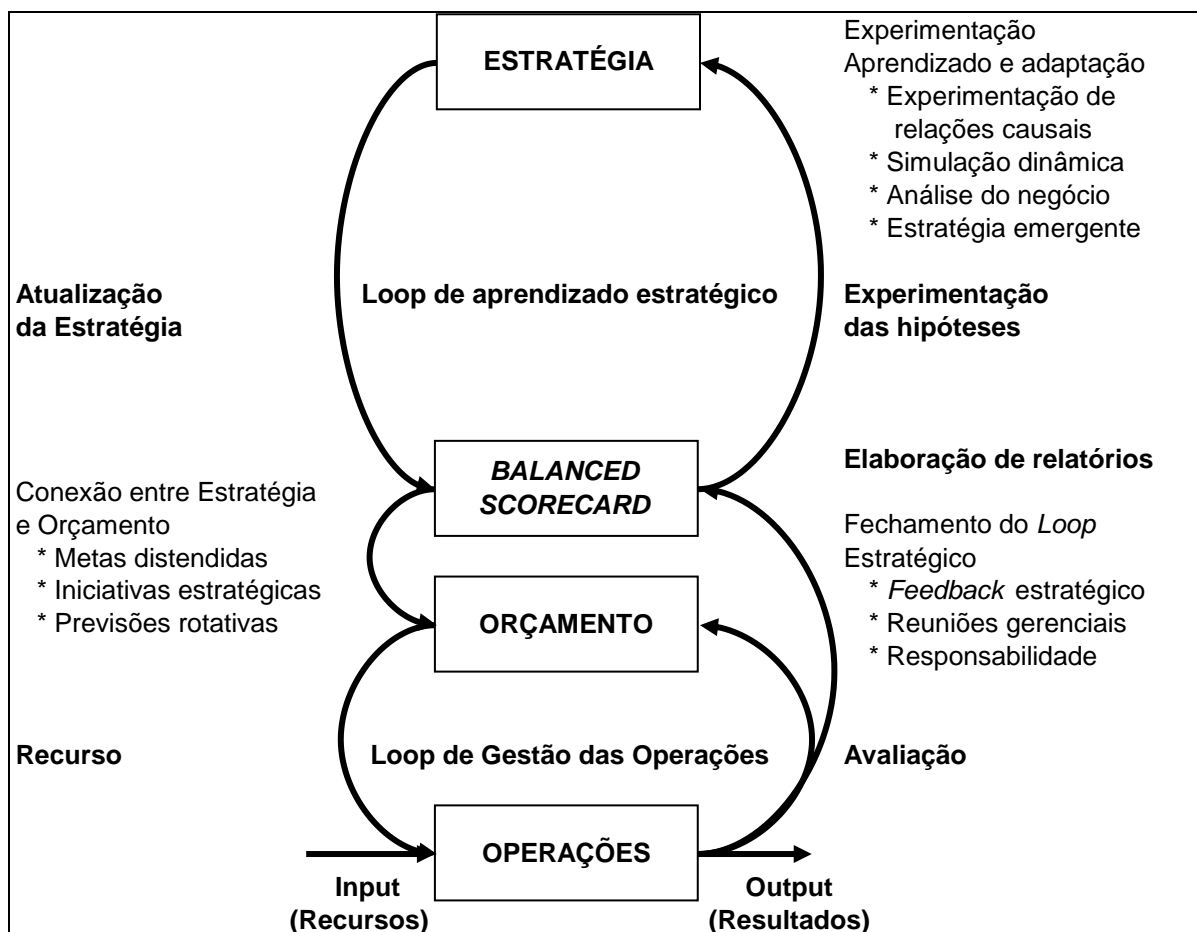 ESTRATÉGIA
Experimentação
Aprendizado e adaptação
* Experimentação de
relações causais
* Simulação dinâmica
* Análise do negócio
* Estratégia emergente
Atualização
da Estratégia
Loop de aprendizado estratégico
Experimentação
das hipóteses
BALANCED
SCORECARD
Elaboração de relatórios
Conexão entre Estratégia
e Orçamento
* Metas distendidas
* Iniciativas estratégicas
* Previsões rotativas
Fechamento do Loop
Estratégico
* Feedback estratégico
* Reuniões gerenciais
* Responsabilidade
ORÇAMENTO
Recurso
Loop de Gestão das Operações
Avaliação
OPERAÇÕES
Input
(Recursos)
Output
(Resultados)